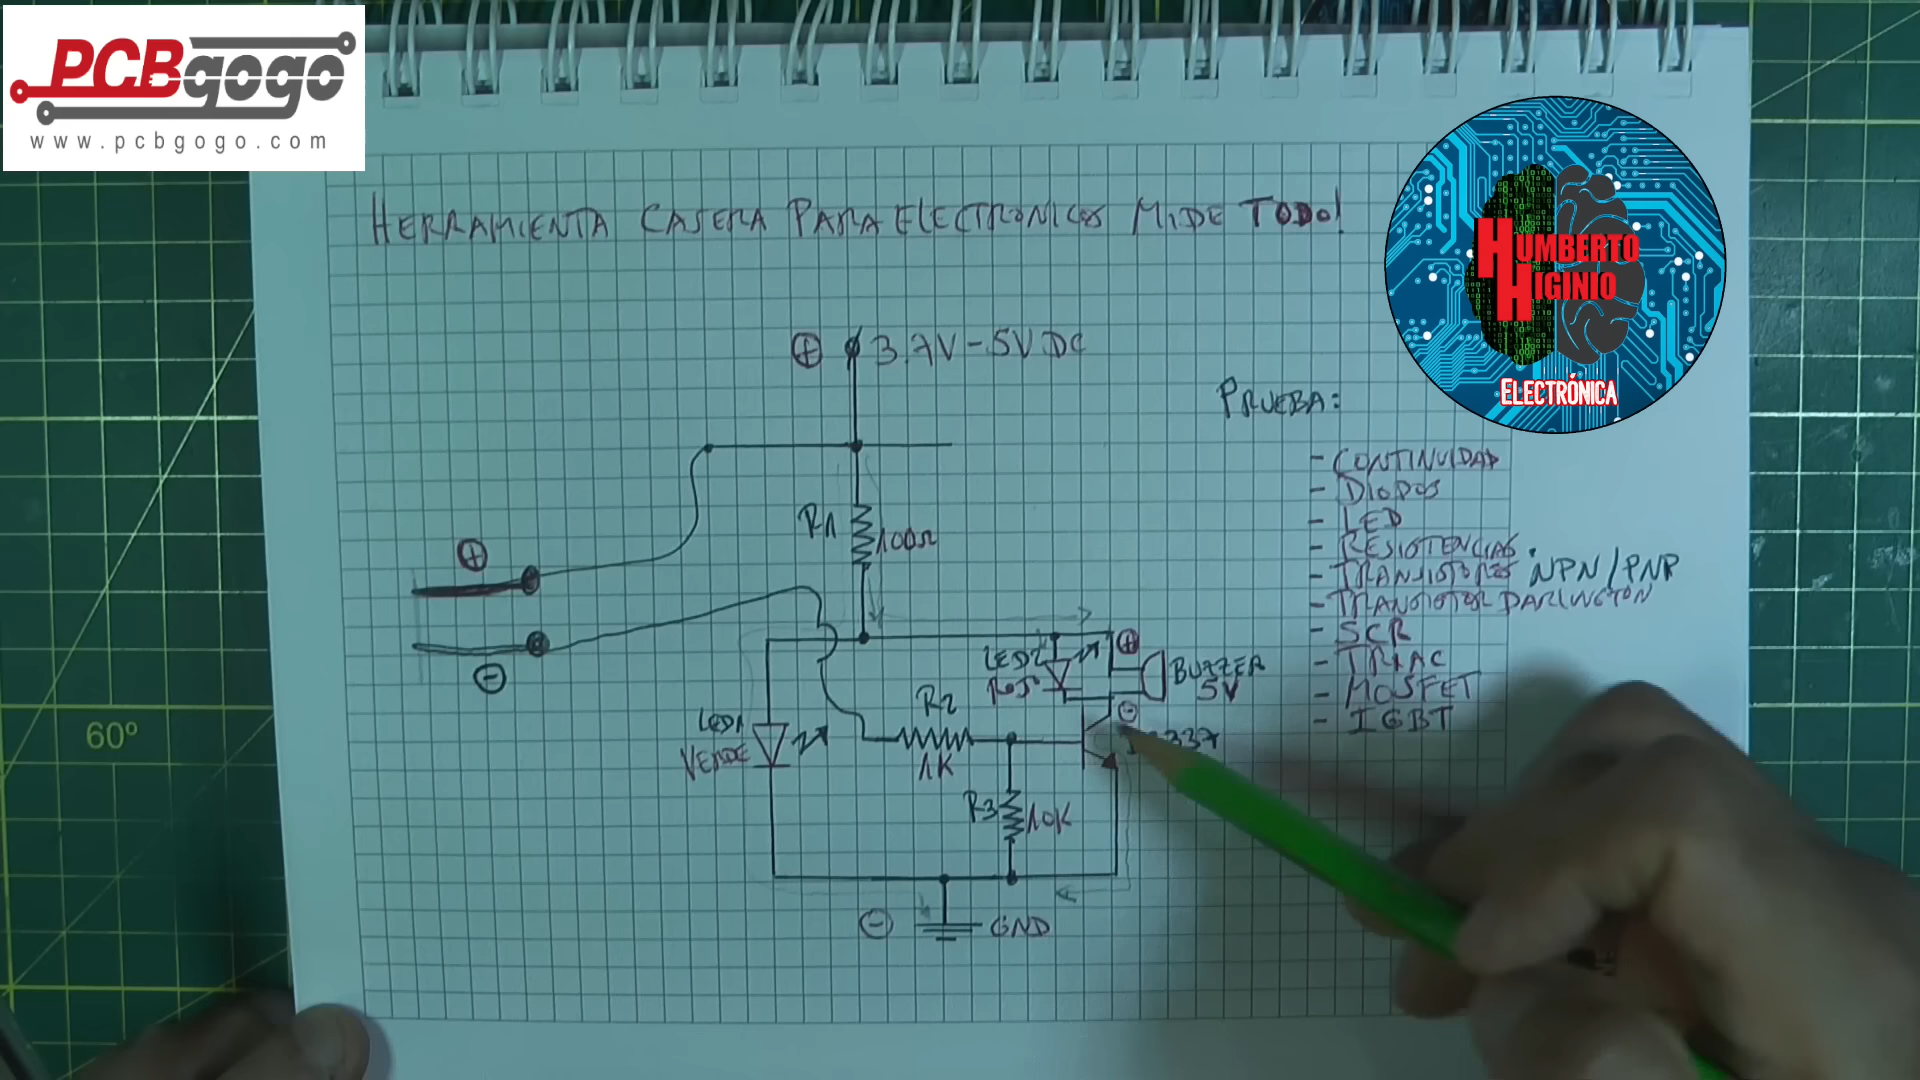 PCBgogo
www.pcbgogo.com
HERRAMIENTA CASERA PARA ELECTRONICOS MIDE TODO!
HUMBERTO
HIGINIO
ELECTRÓNICA
+ 3.7V - 5V DC
PRUEBA:
- CONTINUIDAD
- DIODOS
- LED
- RESISTENCIAS.
- TRANSISTORES NPN/PNP
- TRANSISTOR DARLINGTON
- SCR
- TRIAC
- MOSFET
- IGBT
R1
100Ω
+
-
LED2
ROJO
+
BUZZER
5V
-
LED1
VERDE
R2
1K
337
R3
10K
- GND
60°